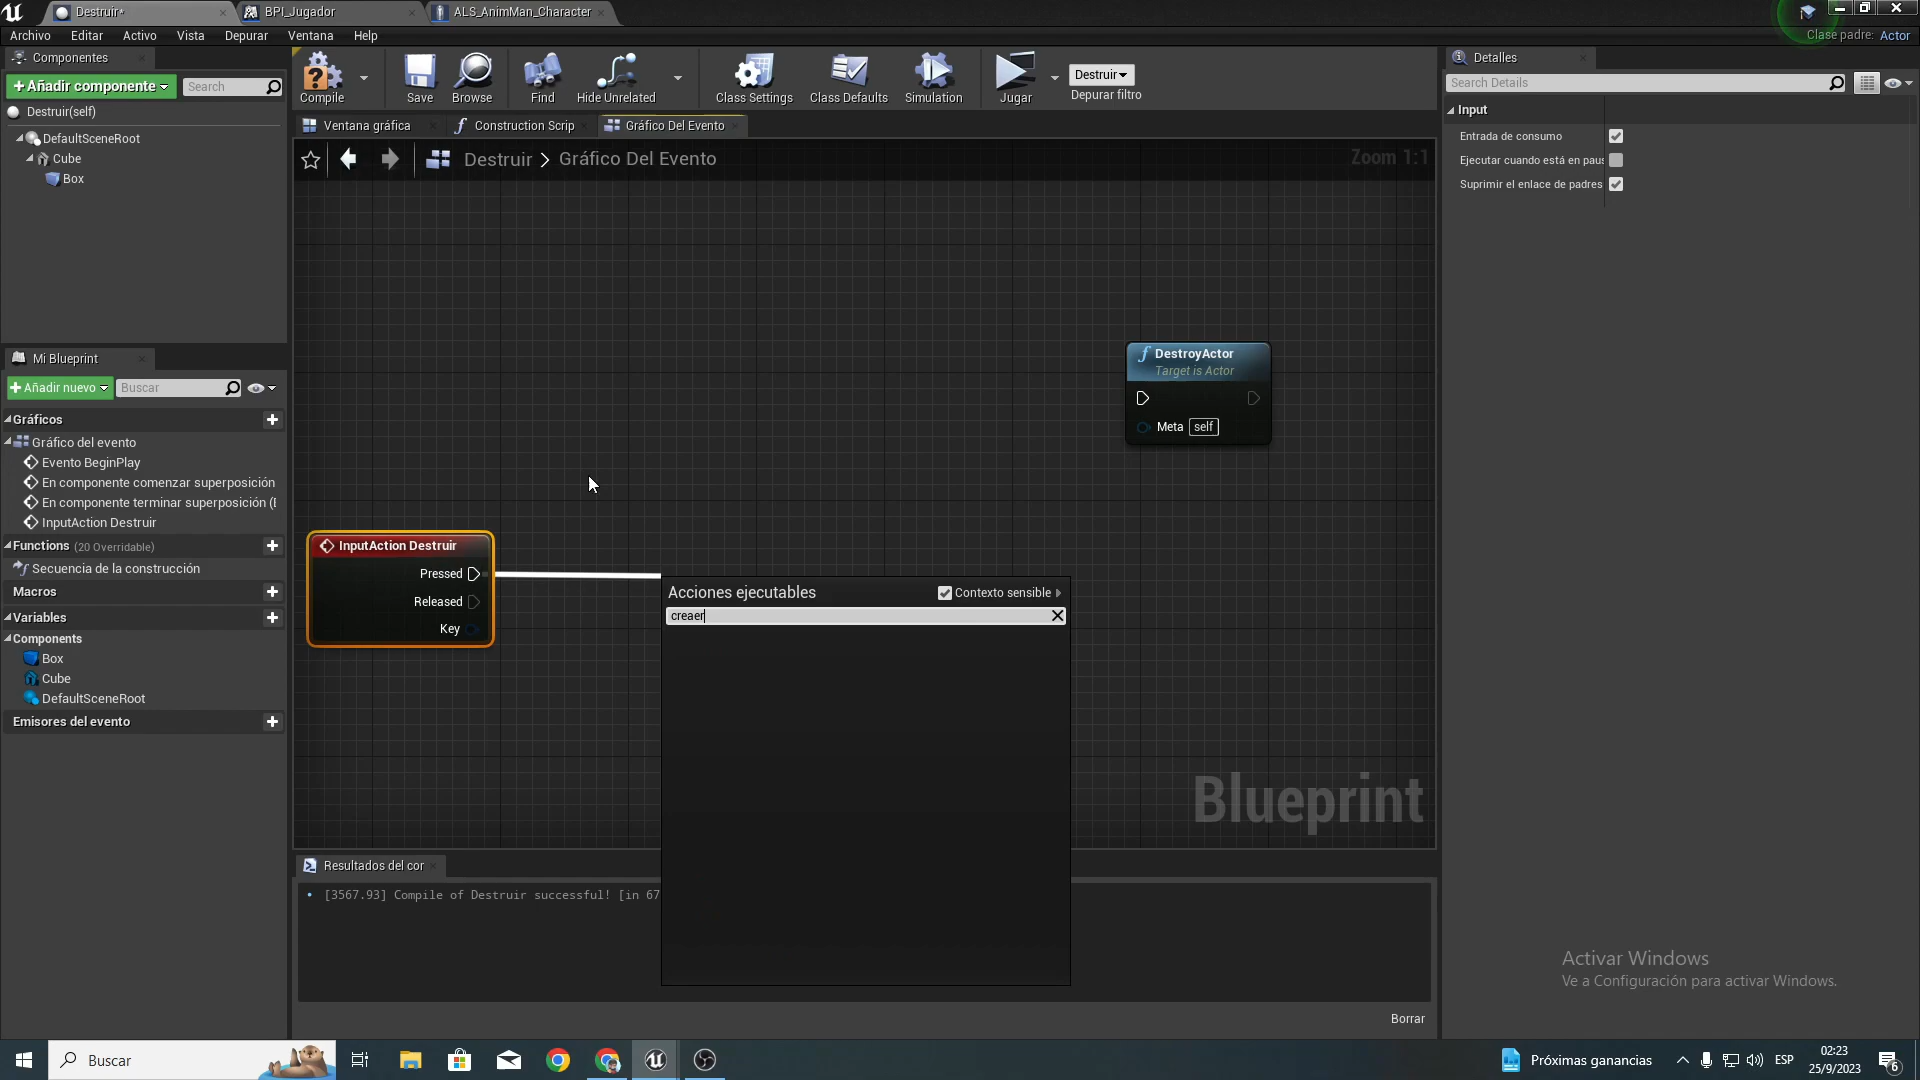 Destruir*
BPI_Jugador
ALS_AnimMan_Character
Archivo Editar Activo Vista Depurar Ventana Help
Clase padre: Actor
Componentes
+Añadir componente
Search
Destruir(self)
DefaultSceneRoot
Cube
Box
Compile
Save
Browse
Find
Hide Unrelated
Class Settings
Class Defaults
Simulation
Jugar
Destruir
Depurar filtro
Ventana gráfica
Construction Scrip
Gráfico Del Evento
Destruir > Gráfico Del Evento
Zoom 1:1
DestroyActor
Target is Actor
Meta self
InputAction Destruir
Pressed
Released
Key
Acciones ejecutables
Contexto sensible
creaer
Blueprint
Mi Blueprint
+Añadir nuevo
Buscar
Gráficos
Gráfico del evento
Evento BeginPlay
En componente comenzar superposición
En componente terminar superposición (
InputAction Destruir
Functions (20 Overridable)
Secuencia de la construcción
Macros
Variables
Components
Box
Cube
DefaultSceneRoot
Emisores del evento
Resultados del cor
[3567.93] Compile of Destruir successful! [in 67
Borrar
Detalles
Search Details
Input
Entrada de consumo
Ejecutar cuando está en paus
Suprimir el enlace de padres
Activar Windows
Ve a Configuración para activar Windows.
Buscar
Próximas ganancias
ESP
02:23
25/9/2023
6